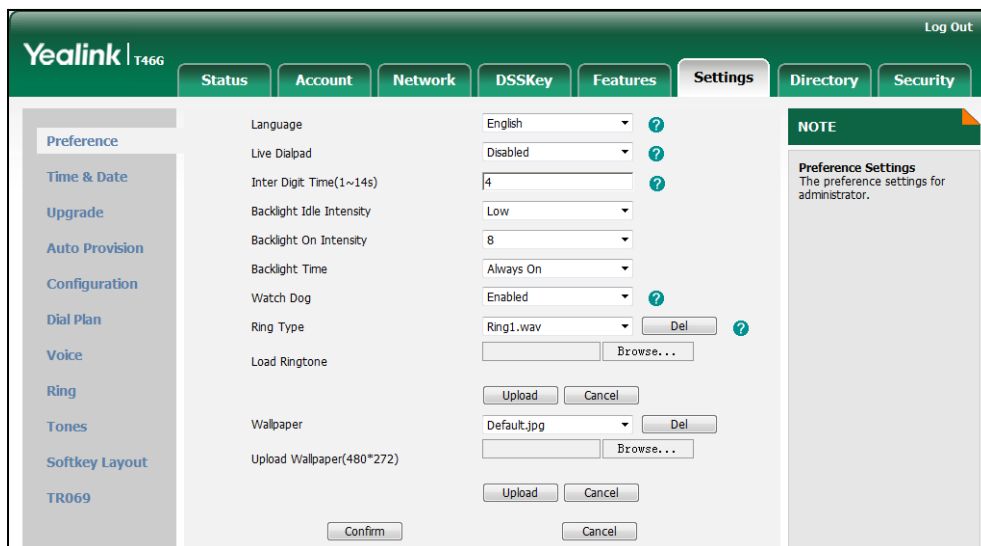 Log Out
Yealink T46G
Status Account Network DSSKey Features Settings Directory Security
Preference
Time & Date
Upgrade
Auto Provision
Configuration
Dial Plan
Voice
Ring
Tones
Softkey Layout
TR069
Language English ?
Live Dialpad Disabled ?
Inter Digit Time(1~14s) 4 ?
Backlight Idle Intensity Low
Backlight On Intensity 8
Backlight Time Always On
Watch Dog Enabled ?
Ring Type Ring1.wav Del ?
Load Ringtone Browse...
Upload Cancel
Wallpaper Default.jpg Del
Upload Wallpaper(480*272) Browse...
Upload Cancel
Confirm Cancel
NOTE
Preference Settings
The preference settings for
administrator.